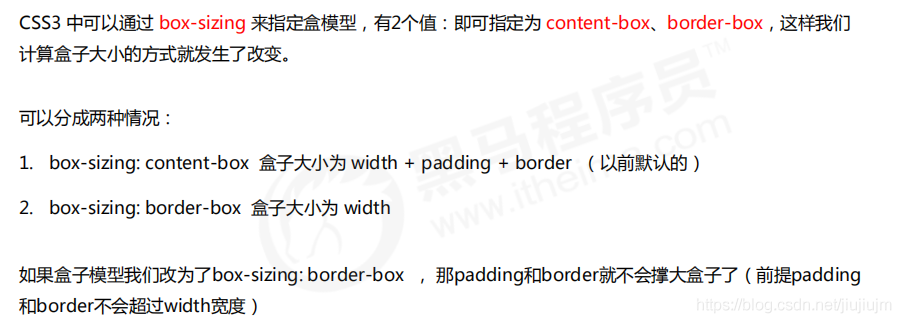 CSS3 中可以通过 box-sizing 来指定盒模型，有2个值：即可指定为 content-box、border-box，这样我们
计算盒子大小的方式就发生了改变。
可以分成两种情况：
1. box-sizing: content-box 盒子大小为 width + padding + border （以前默认的）
2. box-sizing: border-box 盒子大小为 width
如果盒子模型我们改为了box-sizing: border-box ， 那padding和border就不会撑大盒子了（前提padding
和border不会超过width宽度）
黑马程序员™
www.itheima.com
https://blog.csdn.net/jiujiujm